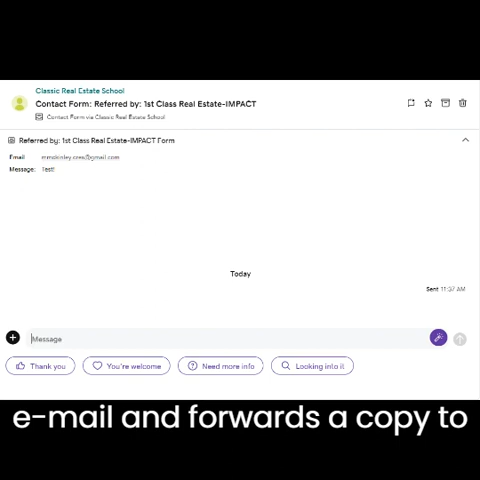 Classic Real Estate School
Contact Form: Referred by: 1st Class Real Estate-IMPACT
Contact Form via Classic Real Estate School
Referred by: 1st Class Real Estate-IMPACT Form
Email
Message: Test!
Today
Sent 11:37 AM
Message
Thank you
You're welcome
Need more info
Looking into it
e-mail and forwards a copy to